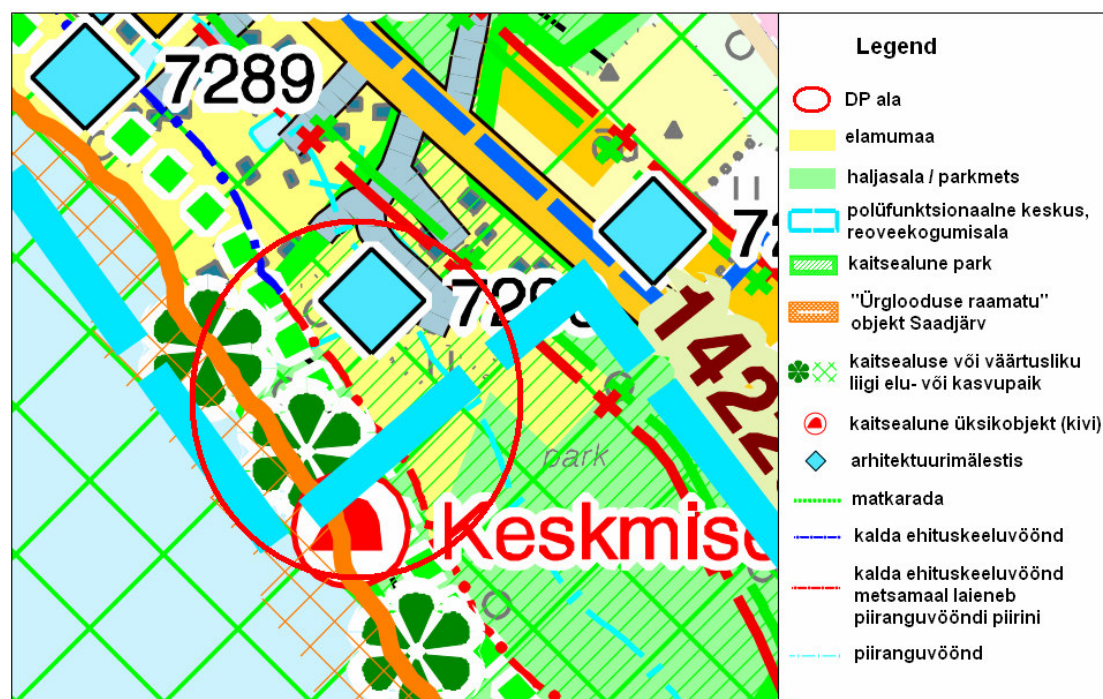 7289
park
Keskmise
142
Legend
DP ala
elamumaa
haljasala / parkmets
polüfunktsionaalne keskus,
reoveekogumisala
kaitsealune park
"Ürglooduse raamatu"
objekt Saadjärv
kaitsealuse või väärtusliku
liigi elu- või kasvupaik
kaitsealune üksikobjekt (kivi)
arhitektuurimälestis
matkarada
kalda ehituskeeluvöönd
kalda ehituskeeluvöönd
metsamaal laieneb
piiranguvööndi piirini
piiranguvöönd